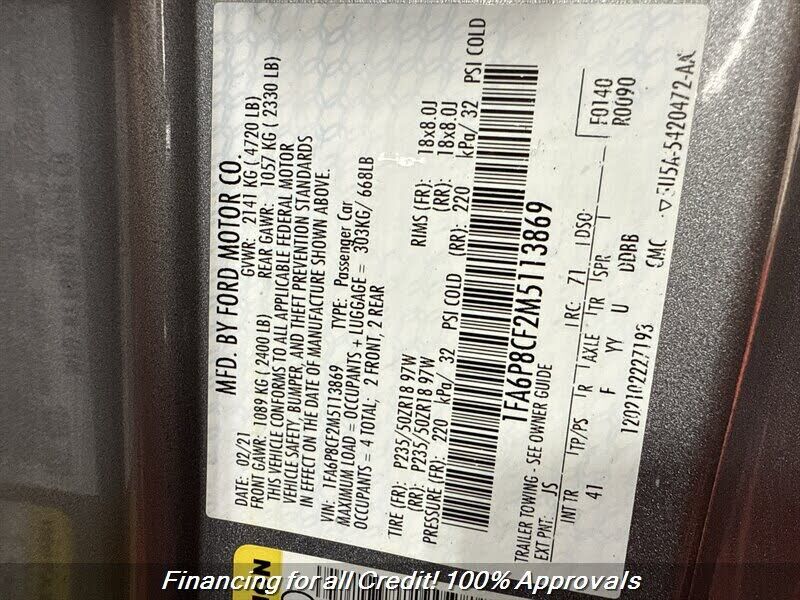 MFD. BY FORD MOTOR CO.
DATE: 02/21 GVWR: 2141 KG ( 4720 LB)
FRONT GAWR: 1089 KG ( 2400 LB) REAR GAWR: 1057 KG ( 2330 LB)
THIS VEHICLE CONFORMS TO ALL APPLICABLE FEDERAL MOTOR
VEHICLE SAFETY, BUMPER, AND THEFT PREVENTION STANDARDS
IN EFFECT ON THE DATE OF MANUFACTURE SHOWN ABOVE.
VIN: 1FA6P8CF2M5113869 TYPE: Passenger Car
MAXIMUM LOAD = OCCUPANTS + LUGGAGE = 303KG/ 668LB
OCCUPANTS = 4 TOTAL; 2 FRONT, 2 REAR
TIRE (FR): P235/50ZR18 97W RIMS (FR): 18x8.0J
(RR): P235/50ZR18 97W (RR): 18x8.0J
PRESSURE (FR): 220 kPa/ 32 PSI COLD (RR): 220 kPa/ 32 PSI COLD
1FA6P8CF2M5113869
TRAILER TOWING - SEE OWNER GUIDE
EXT PNT: JS RC: 71 DSO: F0140
R0090
INT TR TP/PS R AXLE TR SPR
41 F YY U DDBB
1202102227193 CMC 5U5A-5420472-AA
Financing for all Credit! 100% Approvals